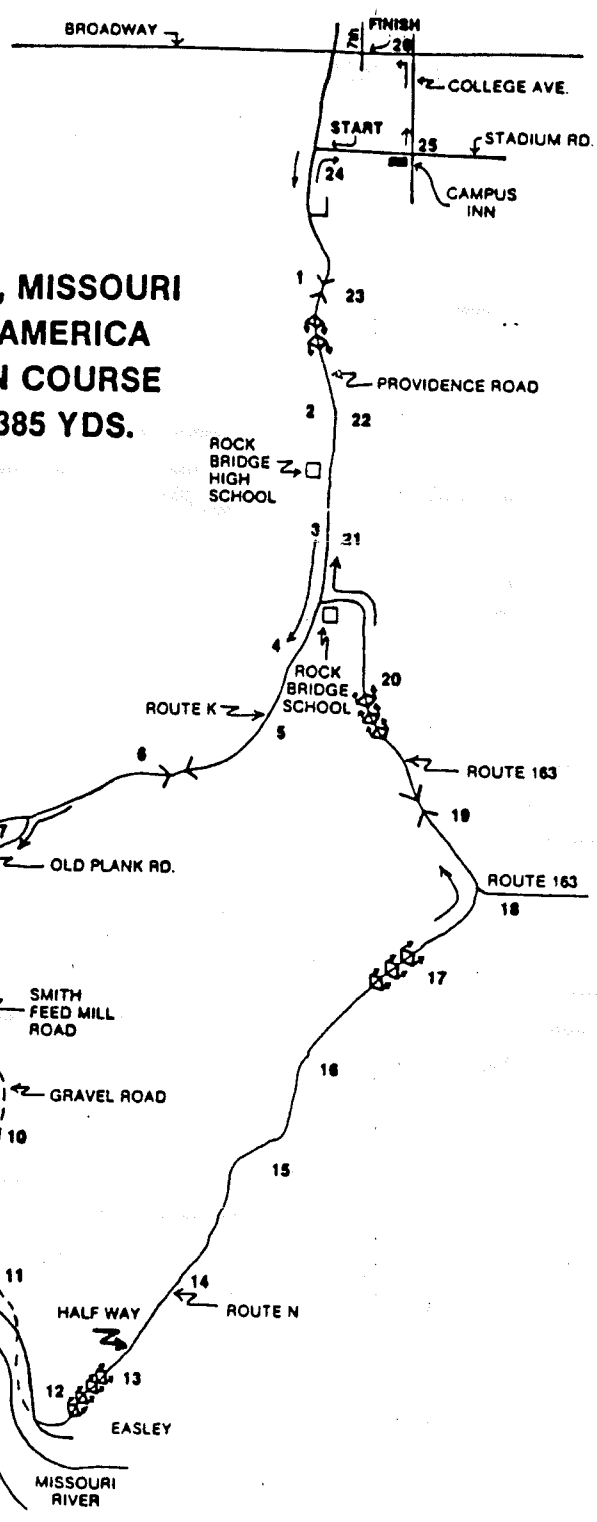 BROADWAY
7th
FINISH
26
COLLEGE AVE.
START
STADIUM RD.
25
24
CAMPUS
INN
, MISSOURI
AMERICA
N COURSE
385 YDS.
1
23
PROVIDENCE ROAD
2
22
ROCK
BRIDGE
HIGH
SCHOOL
3
21
4
ROCK
BRIDGE
SCHOOL
20
ROUTE K
5
6
ROUTE 163
19
7
OLD PLANK RD.
ROUTE 163
18
17
SMITH
FEED MILL
ROAD
16
GRAVEL ROAD
10
15
11
14
HALF WAY
ROUTE N
13
12
EASLEY
MISSOURI
RIVER